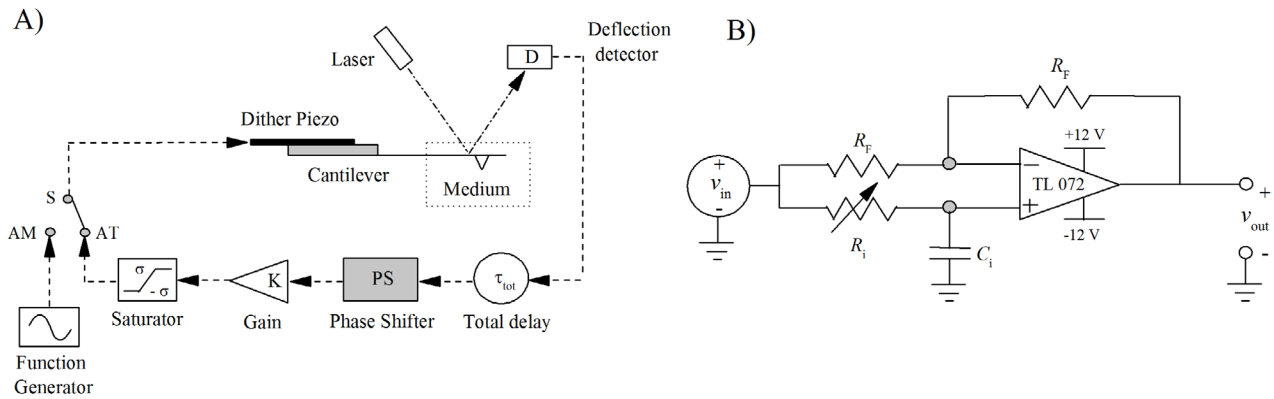 A)
Deflection
detector
Laser
D
Dither Piezo
Cantilever
Medium
S
AM
AT
σ
- σ
K
PS
τtot
Saturator
Gain
Phase Shifter
Total delay
Function
Generator
B)
RF
+12 V
RF
+
vin
-
−
TL 072
+
-12 V
Ri
Ci
+
vout
-